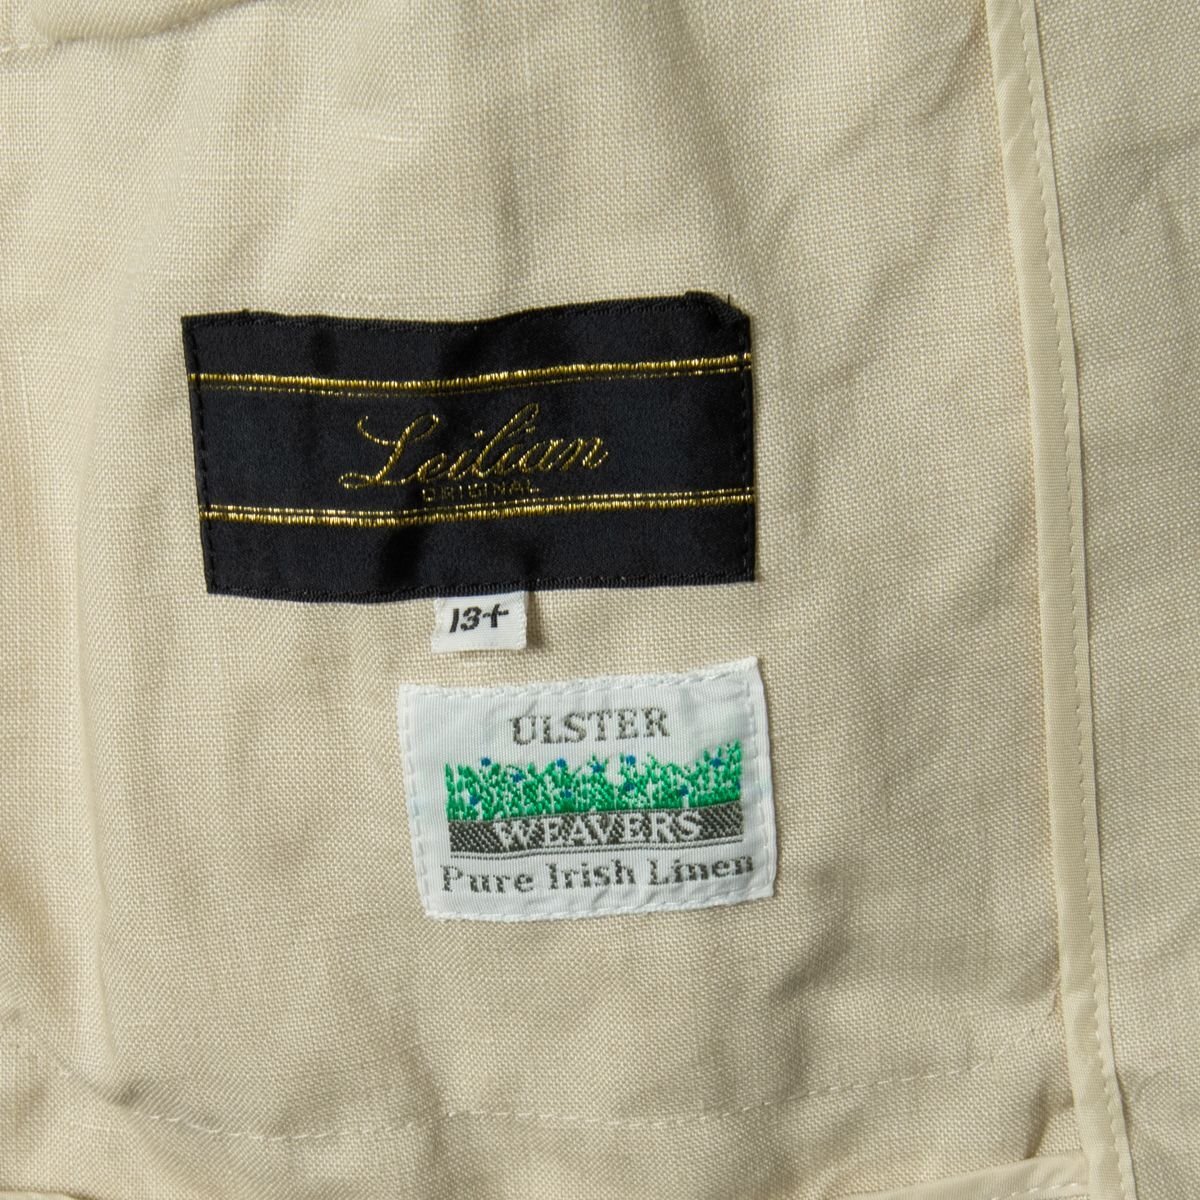 Leilian
ORIGINAL
13+
ULSTER
WEAVERS
Pure Irish Linen